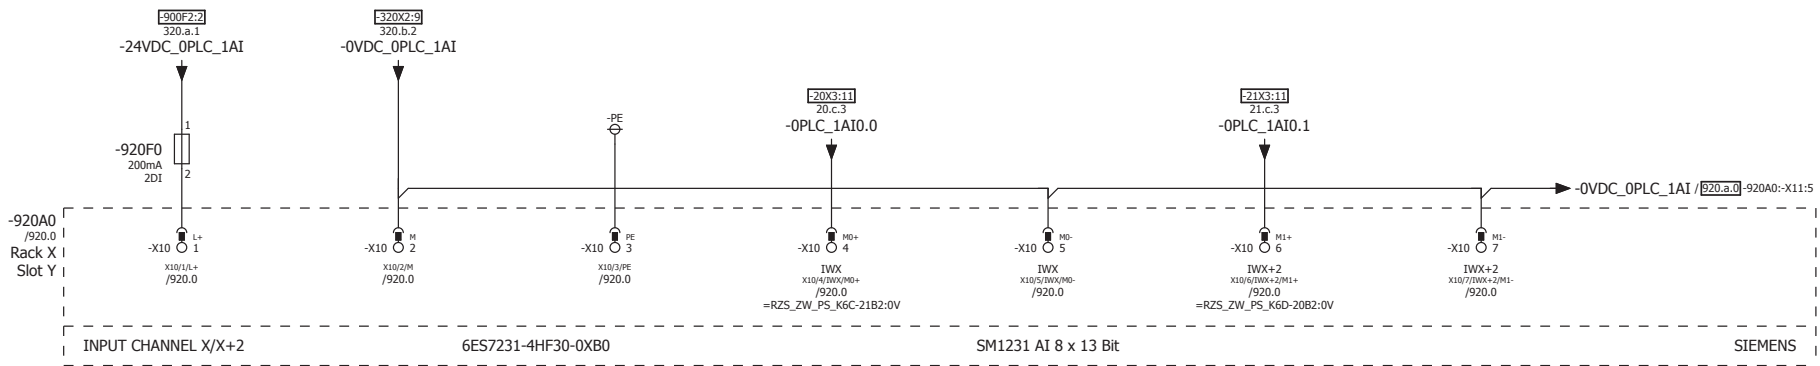 -900F2:2
320.a.1
-24VDC_0PLC_1AI
-320X2:9
320.b.2
-0VDC_0PLC_1AI
-20X3:11
20.c.3
-0PLC_1AI0.0
-21X3:11
21.c.3
-0PLC_1AI0.1
-PE
1
-920F0
200mA
2DI
2
-0VDC_0PLC_1AI / 920.a.0 -920A0:-X11:5
-920A0
/920.0
Rack X
Slot Y
L+
-X10 1
X10/1/L+
/920.0
M
-X10 2
X10/2/M
/920.0
PE
-X10 3
X10/3/PE
/920.0
M0+
-X10 4
IWX
X10/4/IWX/M0+
/920.0
=RZS_ZW_PS_K6C-21B2:0V
M0-
-X10 5
IWX
X10/5/IWX/M0-
/920.0
M1+
-X10 6
IWX+2
X10/6/IWX+2/M1+
/920.0
=RZS_ZW_PS_K6D-20B2:0V
M1-
-X10 7
IWX+2
X10/7/IWX+2/M1-
/920.0
INPUT CHANNEL X/X+2 6ES7231-4HF30-0XB0 SM1231 AI 8 x 13 Bit SIEMENS